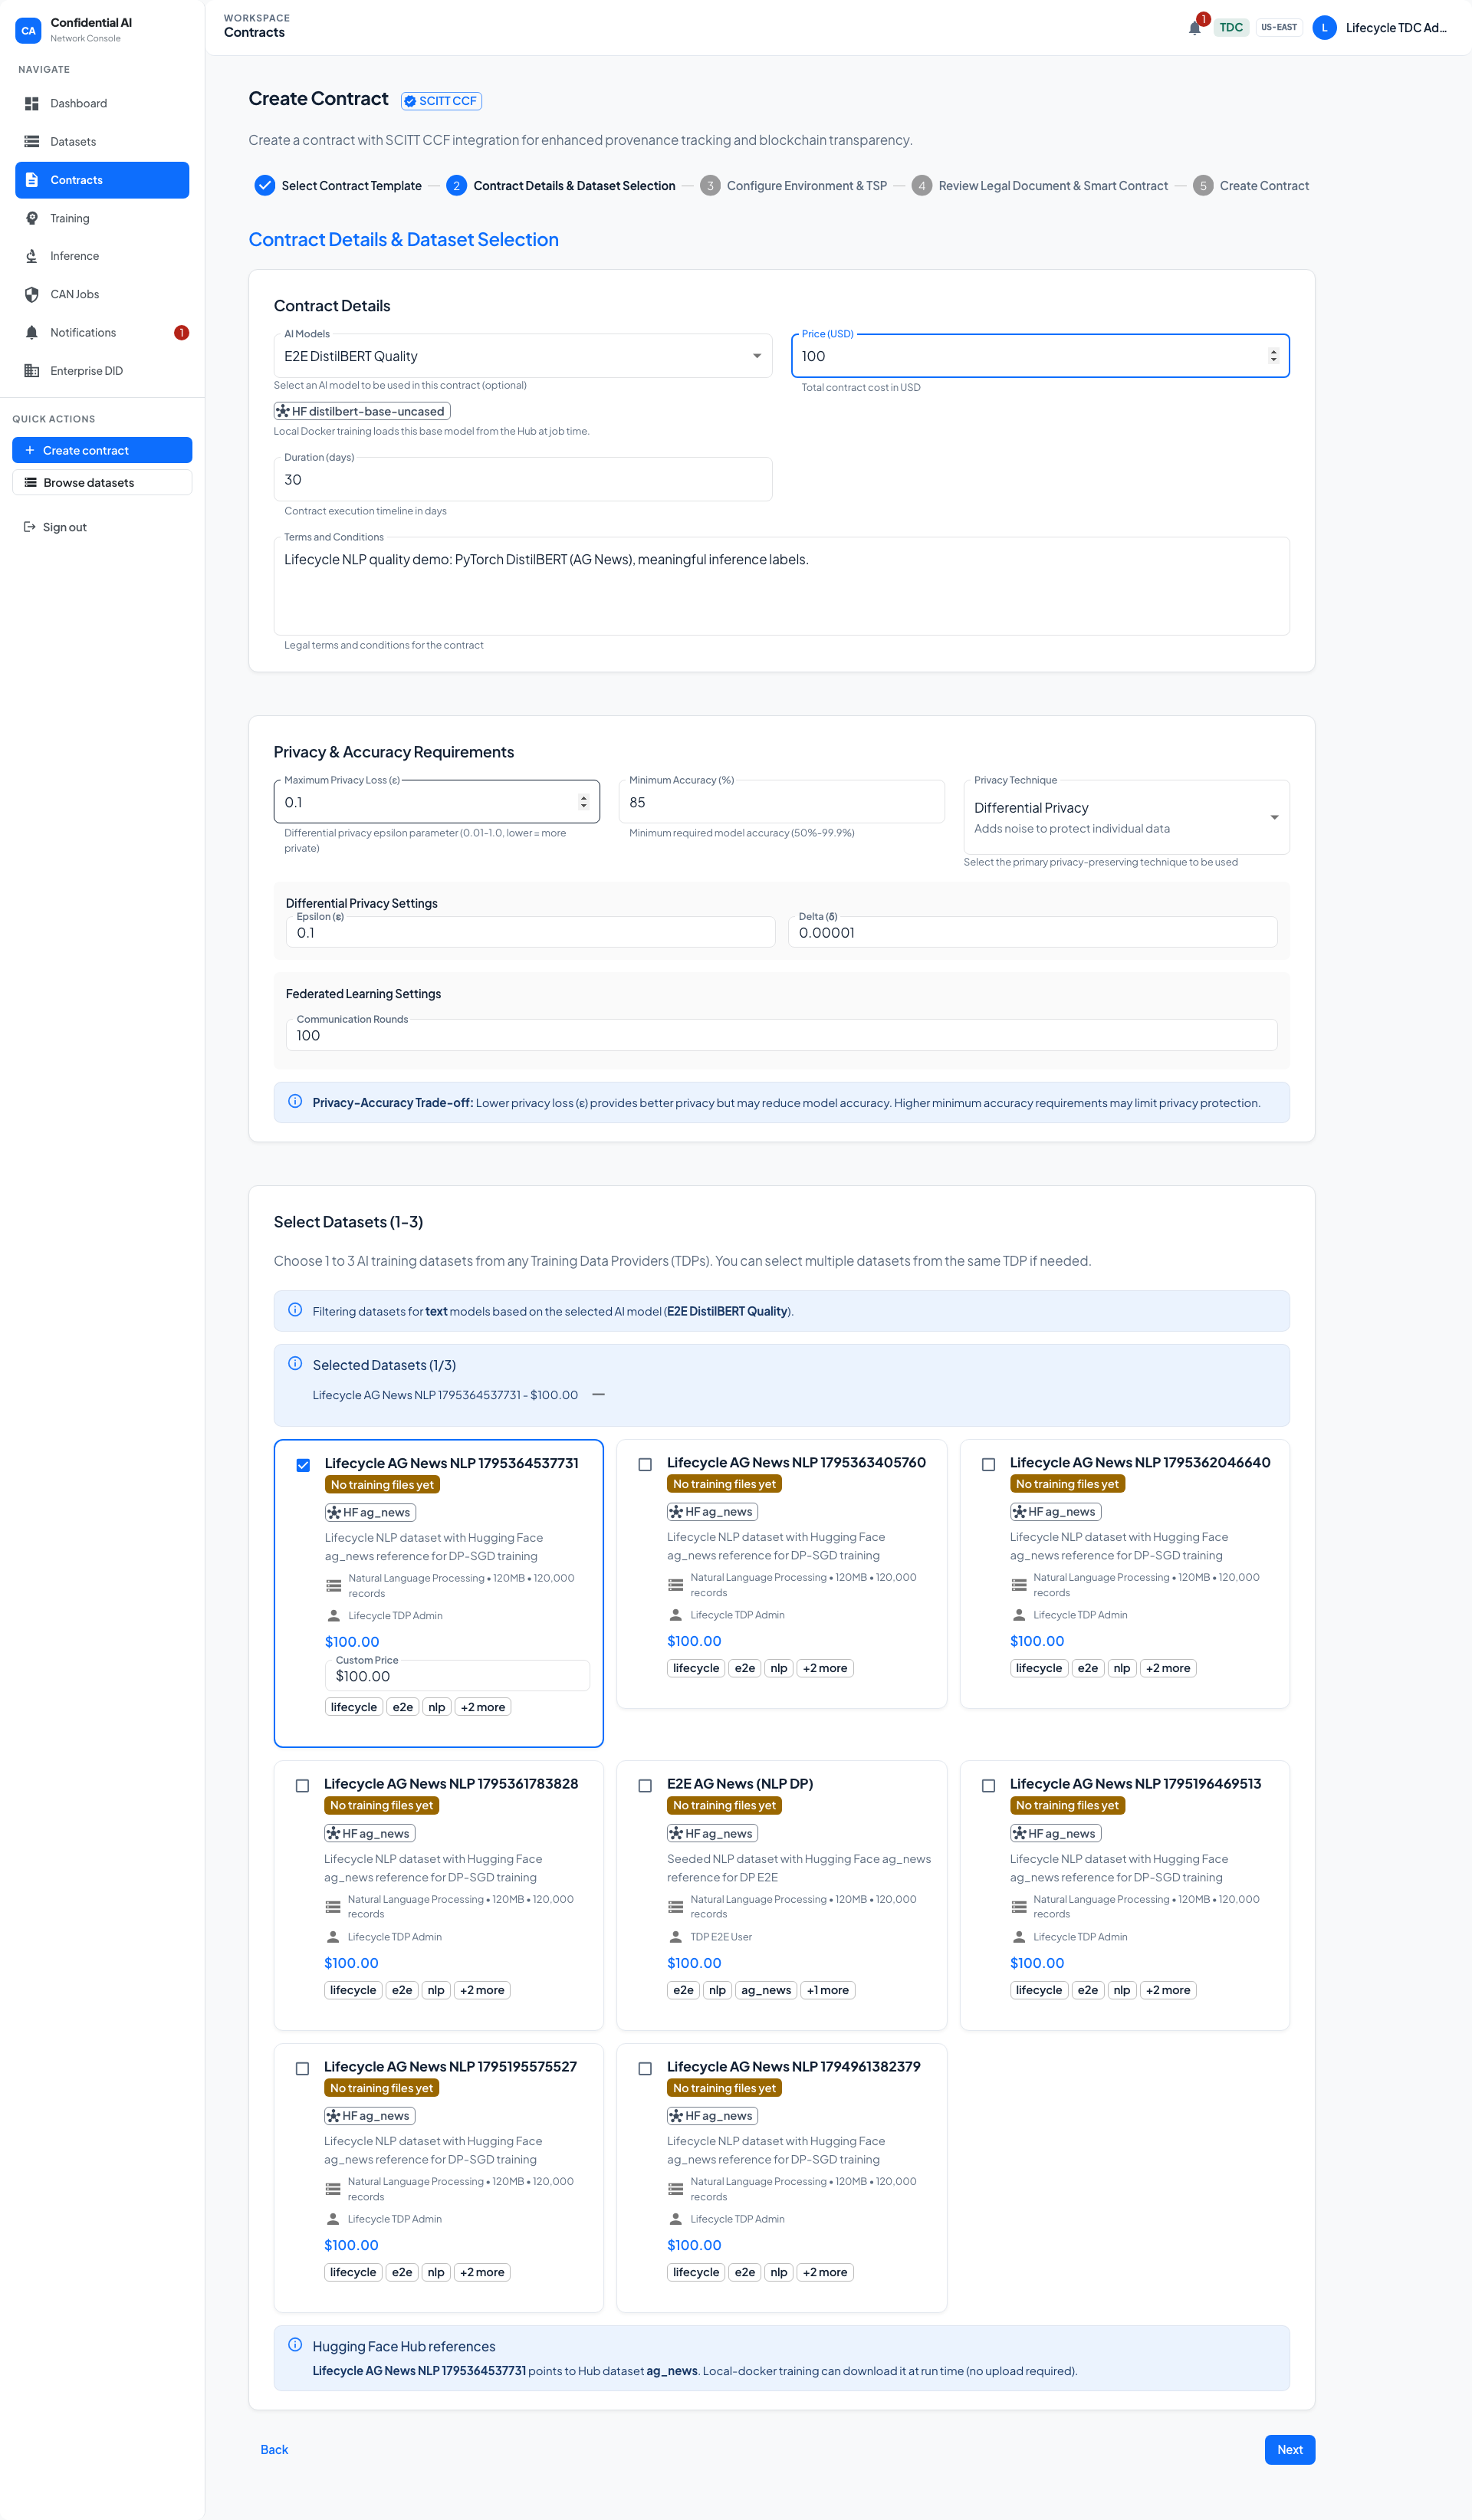 CA
Confidential AI
Network Console
NAVIGATE
Dashboard
Datasets
Contracts
Training
Inference
CAN Jobs
Notifications 1
Enterprise DID
QUICK ACTIONS
+ Create contract
Browse datasets
Sign out
WORKSPACE
Contracts
1 TDC US-EAST L Lifecycle TDC Ad...
Create Contract SCITT CCF
Create a contract with SCITT CCF integration for enhanced provenance tracking and blockchain transparency.
Select Contract Template 2 Contract Details & Dataset Selection 3 Configure Environment & TSP 4 Review Legal Document & Smart Contract 5 Create Contract
Contract Details & Dataset Selection
Contract Details
AI Models Price (USD)
E2E DistilBERT Quality 100
Select an AI model to be used in this contract (optional) Total contract cost in USD
HF distilbert-base-uncased
Local Docker training loads this base model from the Hub at job time.
Duration (days)
30
Contract execution timeline in days
Terms and Conditions
Lifecycle NLP quality demo: PyTorch DistilBERT (AG News), meaningful inference labels.
Legal terms and conditions for the contract
Privacy & Accuracy Requirements
Maximum Privacy Loss (ε) Minimum Accuracy (%) Privacy Technique
0.1 85 Differential Privacy
Adds noise to protect individual data
Differential privacy epsilon parameter (0.01-1.0, lower = more private) Minimum required model accuracy (50%-99.9%)
Select the primary privacy-preserving technique to be used
Differential Privacy Settings
Epsilon (ε) Delta (δ)
0.1 0.00001
Federated Learning Settings
Communication Rounds
100
Privacy-Accuracy Trade-off: Lower privacy loss (ε) provides better privacy but may reduce model accuracy. Higher minimum accuracy requirements may limit privacy protection.
Select Datasets (1-3)
Choose 1 to 3 AI training datasets from any Training Data Providers (TDPs). You can select multiple datasets from the same TDP if needed.
Filtering datasets for text models based on the selected AI model (E2E DistilBERT Quality).
Selected Datasets (1/3)
Lifecycle AG News NLP 1795364537731 - $100.00
Lifecycle AG News NLP 1795364537731
No training files yet
HF ag_news
Lifecycle NLP dataset with Hugging Face
ag_news reference for DP-SGD training
Natural Language Processing • 120MB • 120,000
records
Lifecycle TDP Admin
$100.00
Custom Price
$100.00
lifecycle e2e nlp +2 more
Lifecycle AG News NLP 1795363405760
No training files yet
HF ag_news
Lifecycle NLP dataset with Hugging Face
ag_news reference for DP-SGD training
Natural Language Processing • 120MB • 120,000
records
Lifecycle TDP Admin
$100.00
lifecycle e2e nlp +2 more
Lifecycle AG News NLP 1795362046640
No training files yet
HF ag_news
Lifecycle NLP dataset with Hugging Face
ag_news reference for DP-SGD training
Natural Language Processing • 120MB • 120,000
records
Lifecycle TDP Admin
$100.00
lifecycle e2e nlp +2 more
Lifecycle AG News NLP 1795361783828
No training files yet
HF ag_news
Lifecycle NLP dataset with Hugging Face
ag_news reference for DP-SGD training
Natural Language Processing • 120MB • 120,000
records
Lifecycle TDP Admin
$100.00
lifecycle e2e nlp +2 more
E2E AG News (NLP DP)
No training files yet
HF ag_news
Seeded NLP dataset with Hugging Face ag_news
reference for DP E2E
Natural Language Processing • 120MB • 120,000
records
TDP E2E User
$100.00
e2e nlp ag_news +1 more
Lifecycle AG News NLP 1795196469513
No training files yet
HF ag_news
Lifecycle NLP dataset with Hugging Face
ag_news reference for DP-SGD training
Natural Language Processing • 120MB • 120,000
records
Lifecycle TDP Admin
$100.00
lifecycle e2e nlp +2 more
Lifecycle AG News NLP 1795195575527
No training files yet
HF ag_news
Lifecycle NLP dataset with Hugging Face
ag_news reference for DP-SGD training
Natural Language Processing • 120MB • 120,000
records
Lifecycle TDP Admin
$100.00
lifecycle e2e nlp +2 more
Lifecycle AG News NLP 1794961382379
No training files yet
HF ag_news
Lifecycle NLP dataset with Hugging Face
ag_news reference for DP-SGD training
Natural Language Processing • 120MB • 120,000
records
Lifecycle TDP Admin
$100.00
lifecycle e2e nlp +2 more
Hugging Face Hub references
Lifecycle AG News NLP 1795364537731 points to Hub dataset ag_news. Local-docker training can download it at run time (no upload required).
Back Next